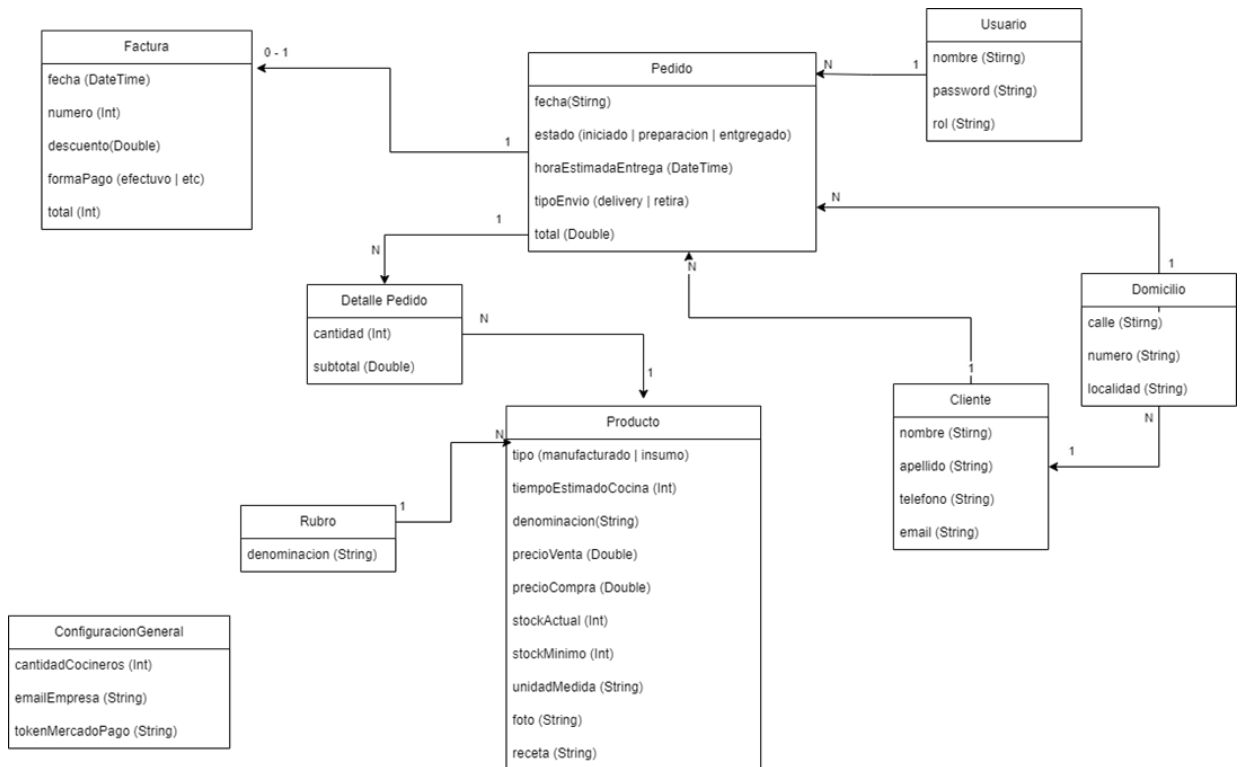 Factura
fecha (DateTime)
numero (Int)
descuento(Double)
formaPago (efectuvo | etc)
total (Int)
0 - 1
1
Pedido
fecha(Stirng)
estado (iniciado | preparacion | entgregado)
horaEstimadaEntrega (DateTime)
tipoEnvio (delivery | retira)
total (Double)
N
1
Usuario
nombre (Stirng)
password (String)
rol (String)
1
N
Detalle Pedido
cantidad (Int)
subtotal (Double)
N
1
N
1
N
1
Domicilio
calle (Stirng)
numero (String)
localidad (String)
N
1
Cliente
nombre (Stirng)
apellido (String)
telefono (String)
email (String)
Producto
tipo (manufacturado | insumo)
tiempoEstimadoCocina (Int)
denominacion(String)
precioVenta (Double)
precioCompra (Double)
stockActual (Int)
stockMinimo (Int)
unidadMedida (String)
foto (String)
receta (String)
N
1
Rubro
denominacion (String)
ConfiguracionGeneral
cantidadCocineros (Int)
emailEmpresa (String)
tokenMercadoPago (String)